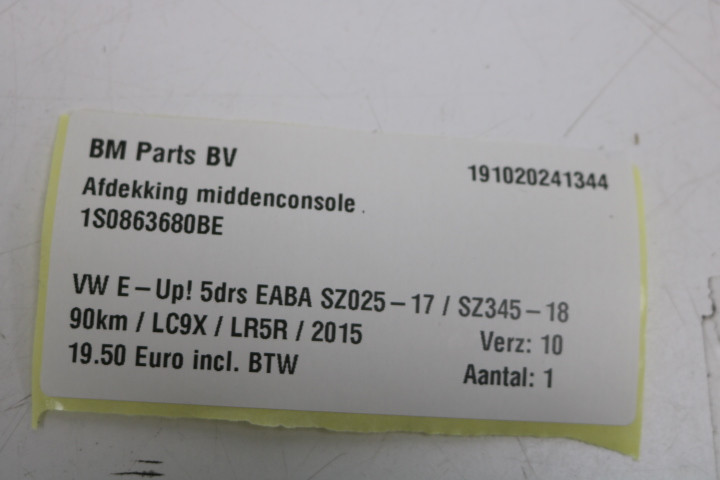 BM Parts BV 191020241344
Afdekking middenconsole .
1S0863680BE
VW E-Up! 5drs EABA SZ025-17 / SZ345-18
90km / LC9X / LR5R / 2015 Verz: 10
19.50 Euro incl. BTW Aantal: 1